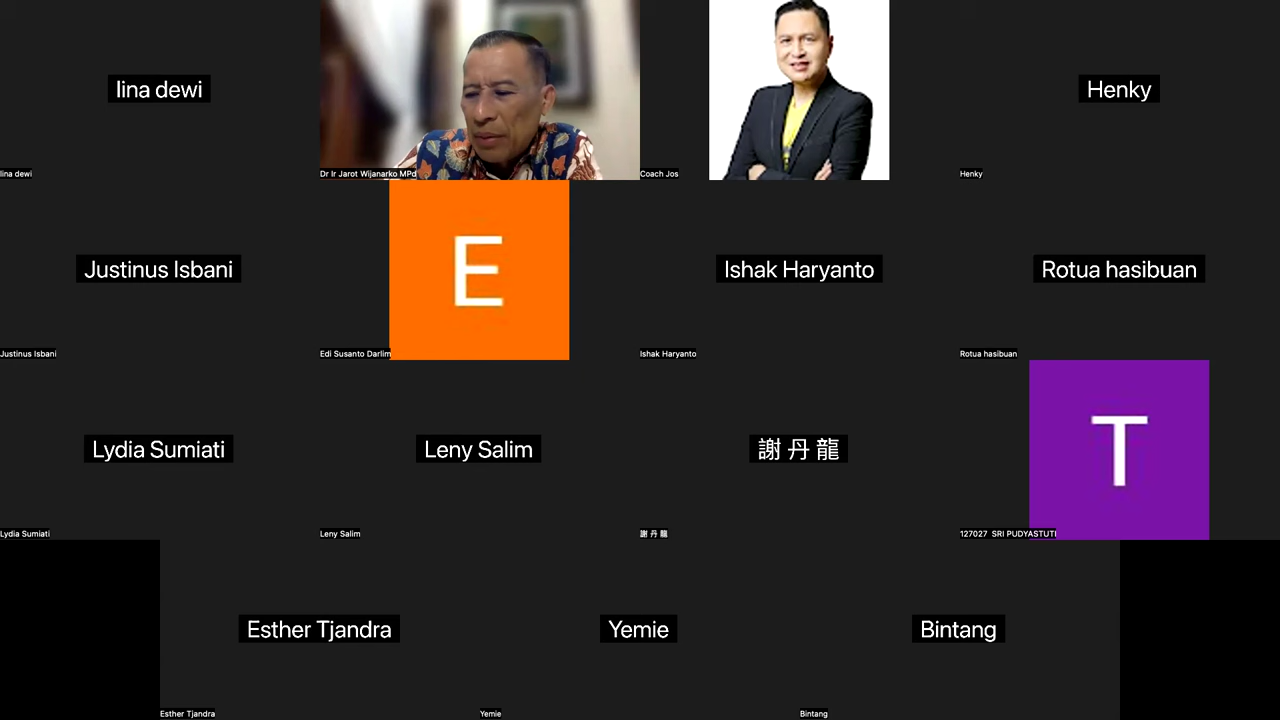 lina dewi
lina dewi
Dr Ir Jarot Wijanarko MPd
Coach Jos
Henky
Henky
Justinus Isbani
Justinus Isbani
E
Edi Susanto Darlim
Ishak Haryanto
Ishak Haryanto
Rotua hasibuan
Rotua hasibuan
Lydia Sumiati
Lydia Sumiati
Leny Salim
Leny Salim
謝 丹 龍
謝 丹 龍
T
127027 SRI PUDYASTUTI
Esther Tjandra
Esther Tjandra
Yemie
Yemie
Bintang
Bintang